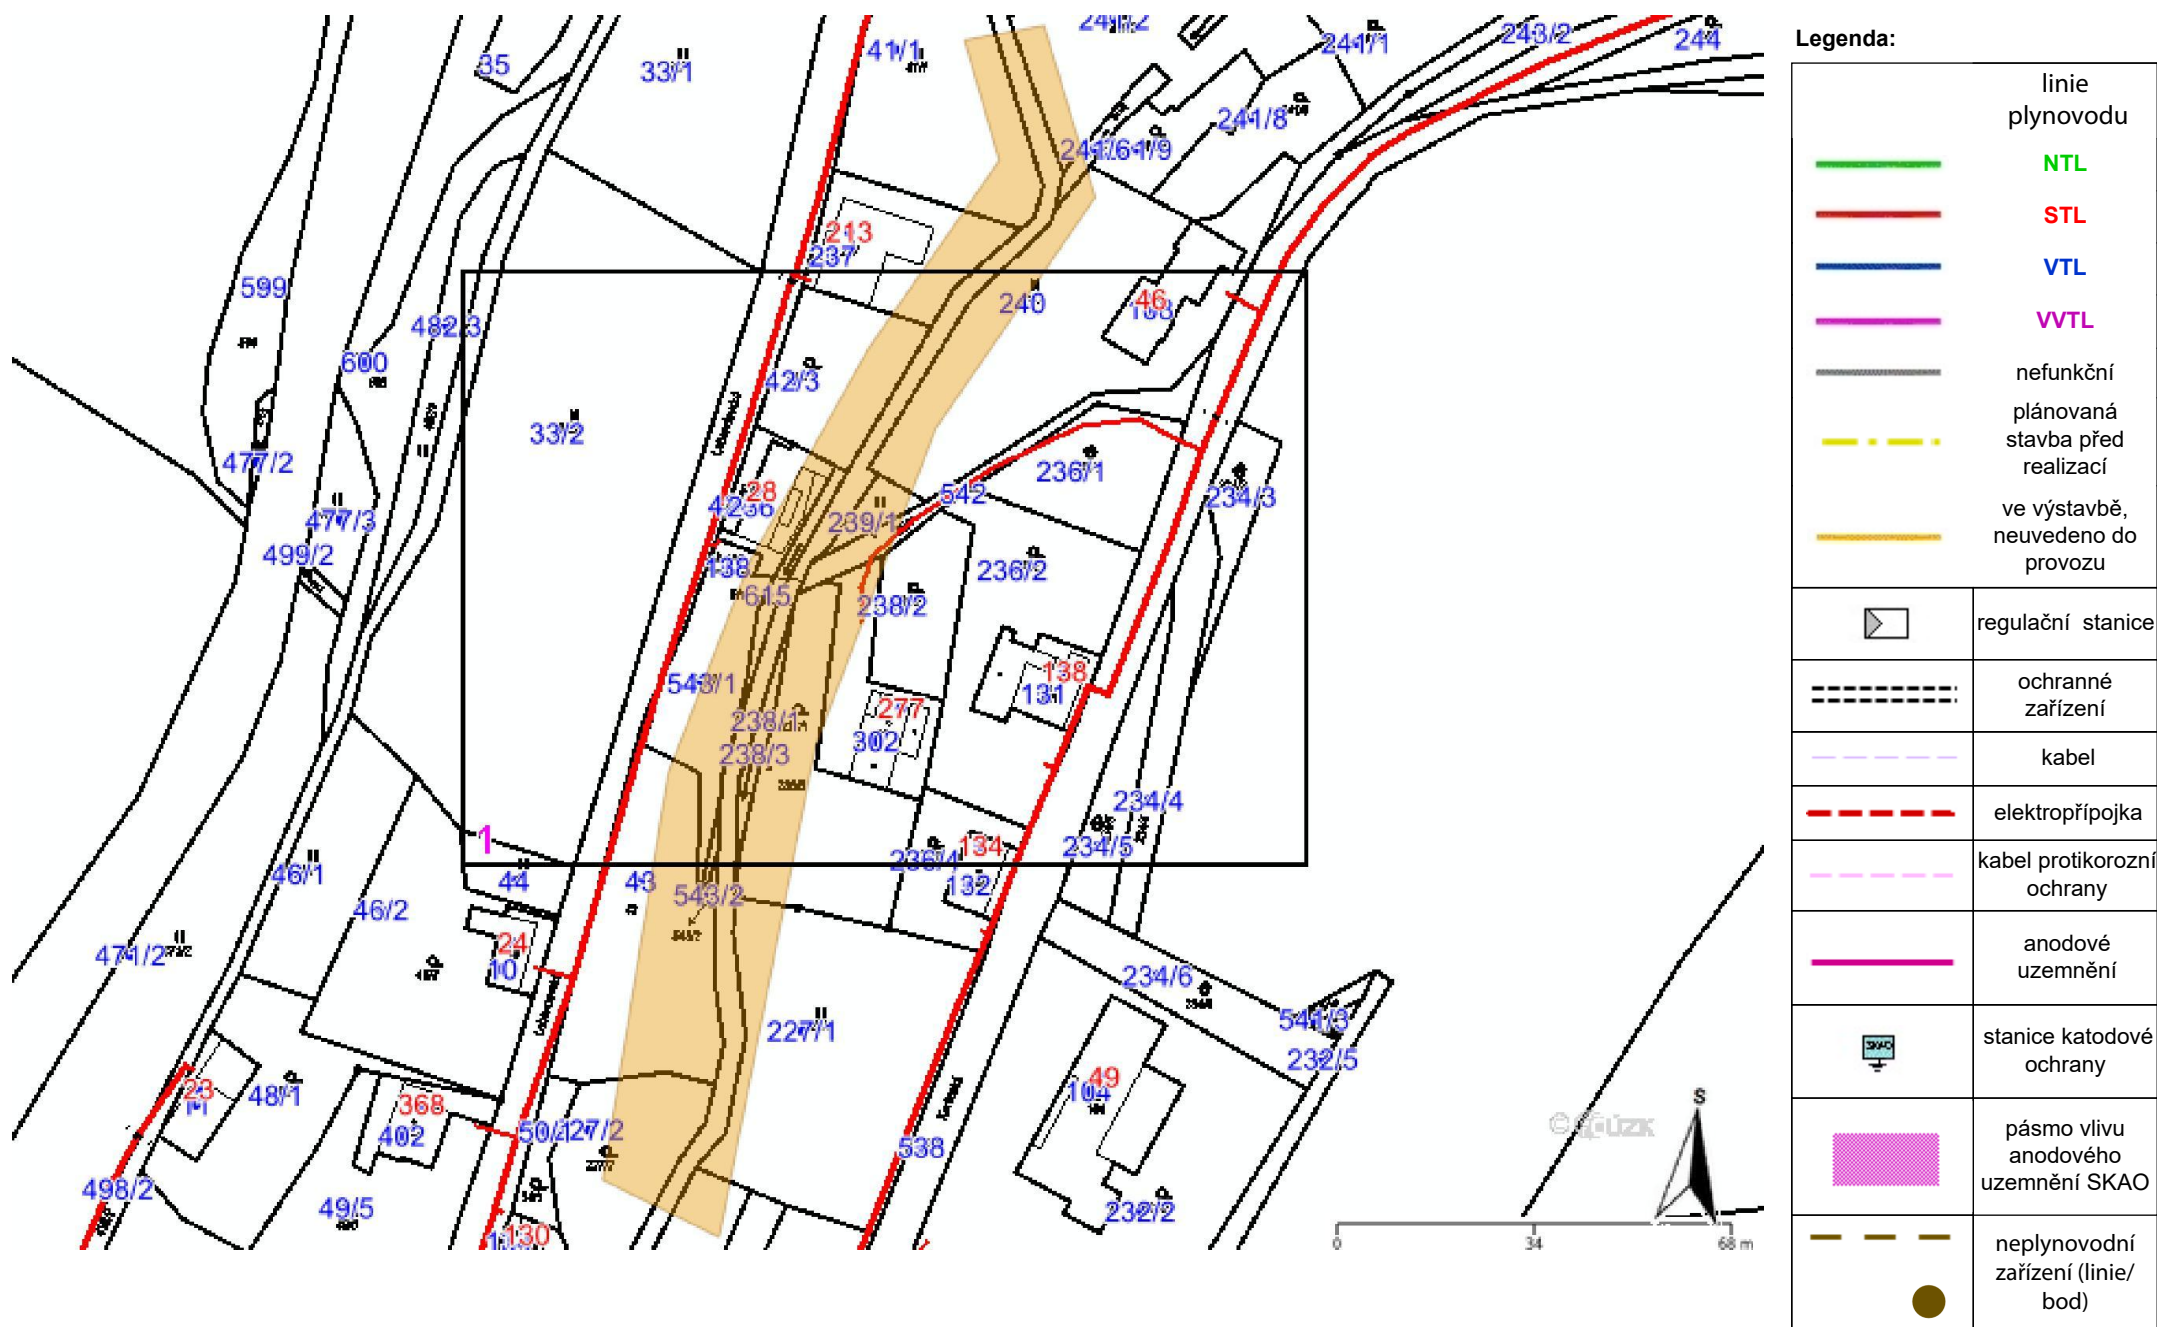 35
33/1
41/1
241/1
243/2
244
241/8
213
237
599
482/3
600
240
46
42/3
33/2
477/2
477/3
499/2
28
236/1
542
234/3
239/1
138
615
238/2
236/2
543/1
238/1
238/3
277
302
138
131
234/4
234/5
1
46/1
44
43
543/2
236/4
134
132
46/2
471/2
24
10
227/1
234/6
541/3
232/5
23
48/1
368
402
49
104
538
498/2
49/5
130
232/2
S
0
34
68 m
Legenda:
linie
plynovodu
NTL
STL
VTL
VVTL
nefunkční
plánovaná
stavba před
realizací
ve výstavbě,
neuvedeno do
provozu
regulační stanice
ochranné
zařízení
kabel
elektropřípojka
kabel protikorozní
ochrany
anodové
uzemnění
stanice katodové
ochrany
pásmo vlivu
anodového
uzemnění SKAO
neplynovodní
zařízení (linie/
bod)